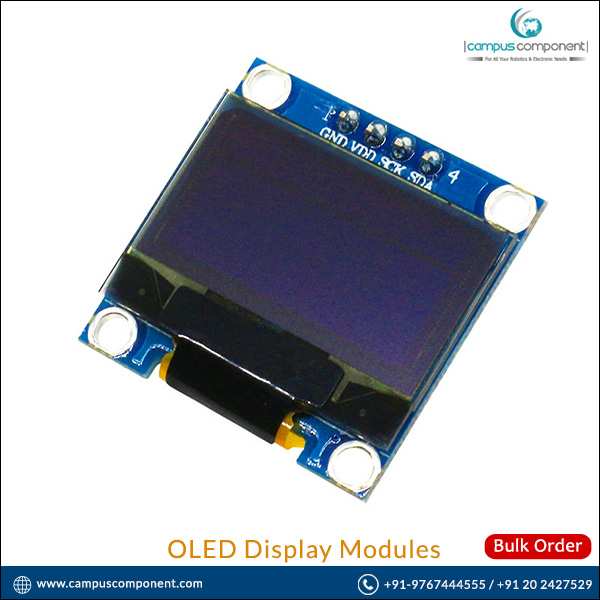 |campus component|
For All Your Robotics & Electronic Needs
1
GND VDD SCK SDA 4
OLED Display Modules
Bulk Order
www.campuscomponent.com
+91-9767444555 / +91 20 2427529